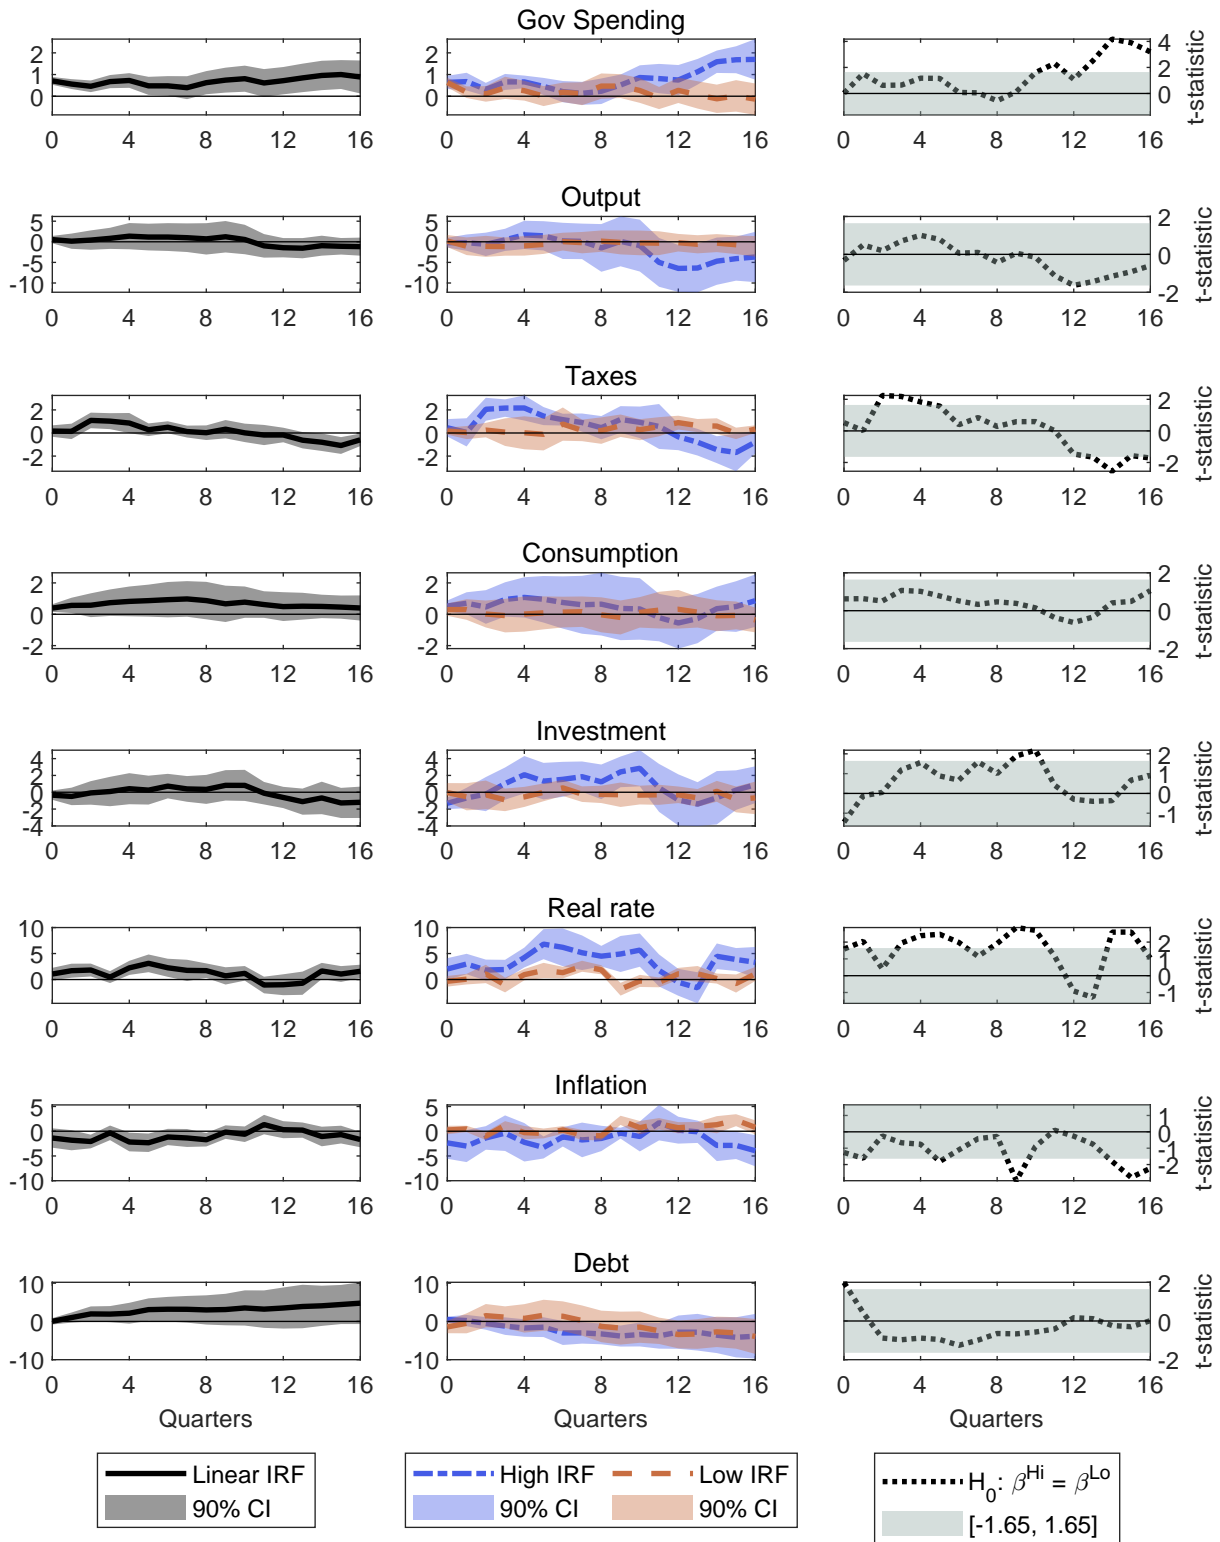 Gov Spending
2
1
0
0 4 8 12 16
2
1
0
0 4 8 12 16
4
2
0
0 4 8 12 16
t-statistic
Output
5
0
-5
-10
0 4 8 12 16
5
0
-5
-10
0 4 8 12 16
2
0
-2
0 4 8 12 16
t-statistic
Taxes
2
0
-2
0 4 8 12 16
2
0
-2
0 4 8 12 16
2
0
-2
0 4 8 12 16
t-statistic
Consumption
2
0
-2
0 4 8 12 16
2
0
-2
0 4 8 12 16
2
0
-2
0 4 8 12 16
t-statistic
Investment
4
2
0
-2
-4
0 4 8 12 16
4
2
0
-2
-4
0 4 8 12 16
2
1
0
-1
0 4 8 12 16
t-statistic
Real rate
10
5
0
0 4 8 12 16
10
5
0
0 4 8 12 16
2
1
0
-1
0 4 8 12 16
t-statistic
Inflation
5
0
-5
-10
0 4 8 12 16
5
0
-5
-10
0 4 8 12 16
1
0
-1
-2
0 4 8 12 16
t-statistic
Debt
10
0
-10
0 4 8 12 16
Quarters
10
0
-10
0 4 8 12 16
Quarters
2
0
-2
0 4 8 12 16
Quarters
t-statistic
Linear IRF
90% CI
High IRF Low IRF
90% CI 90% CI
H₀: β^Hi = β^Lo
[-1.65, 1.65]